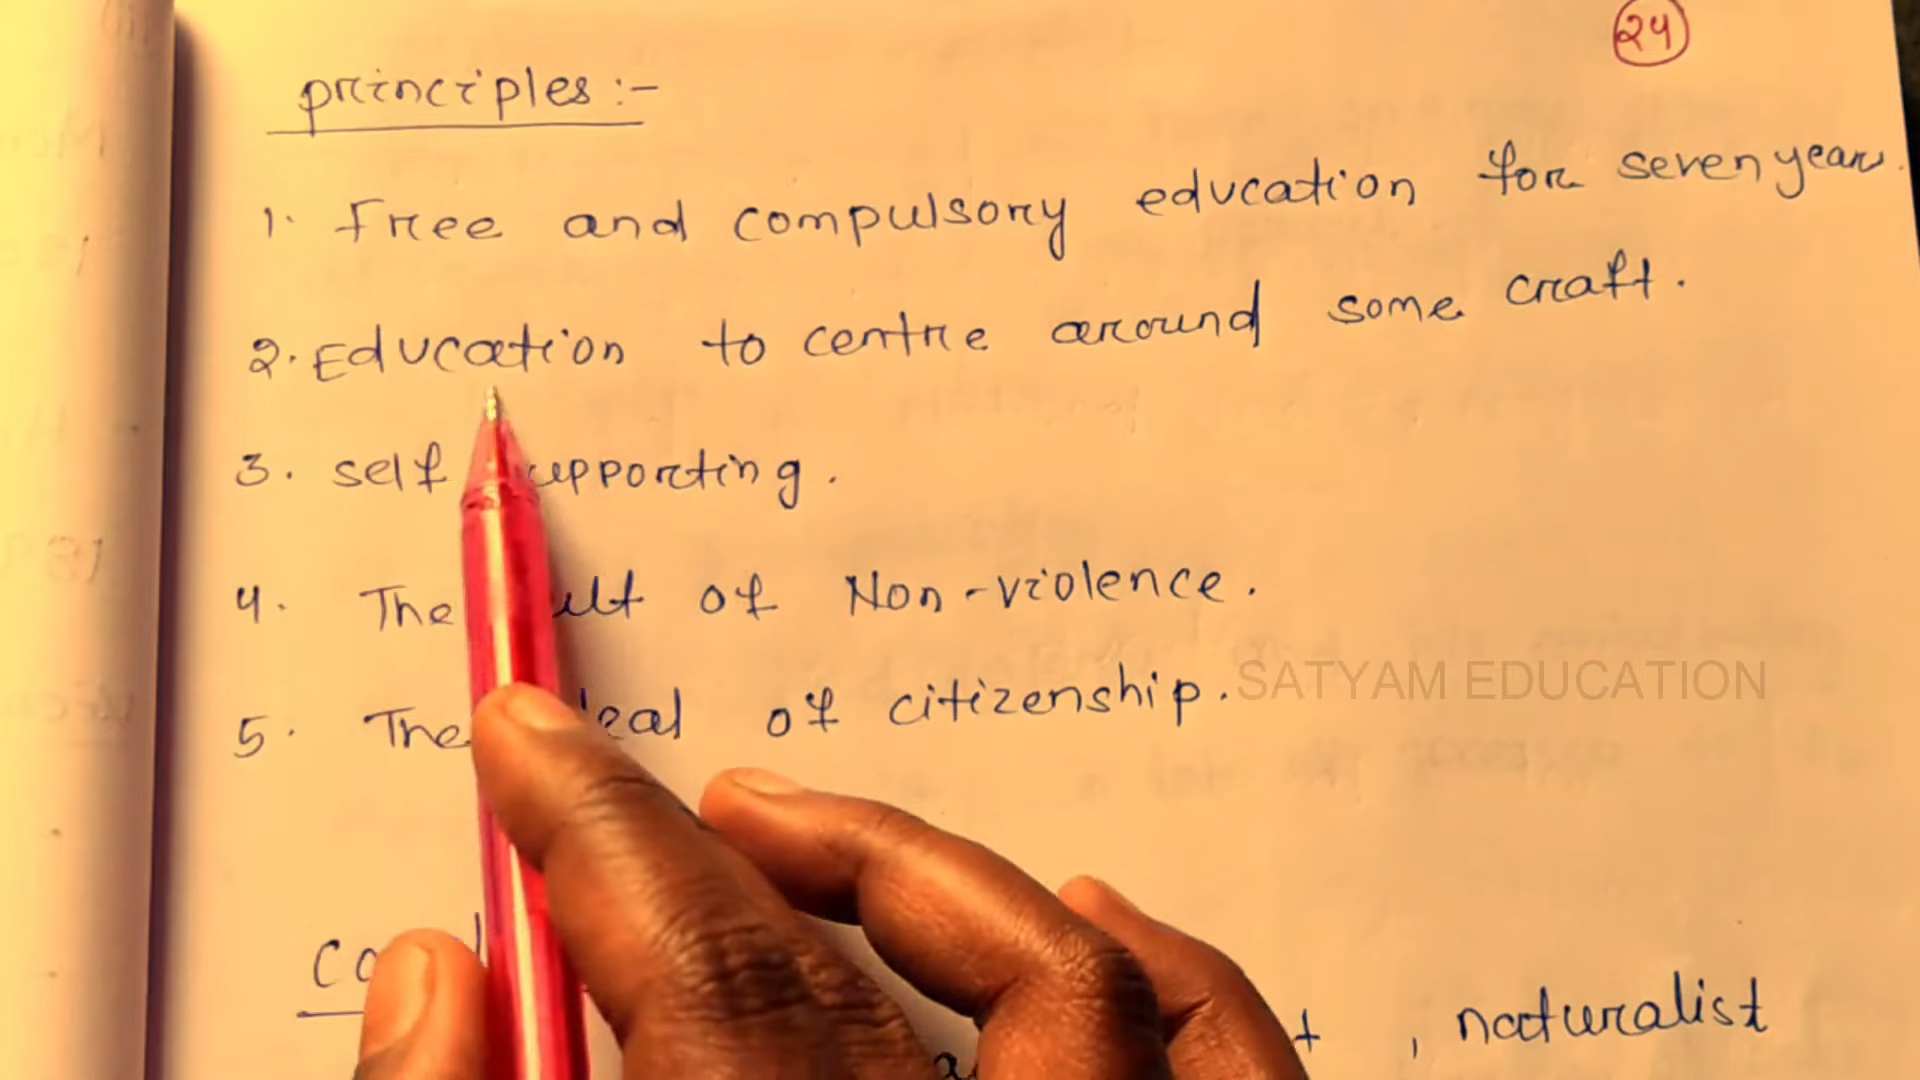 24
principles :-
1. Free and compulsory education for seven year.
2. Education to centre around some craft.
3. self supporting.
4. The of Non-violence.
5. The of citizenship.
SATYAM EDUCATION
, naturalist